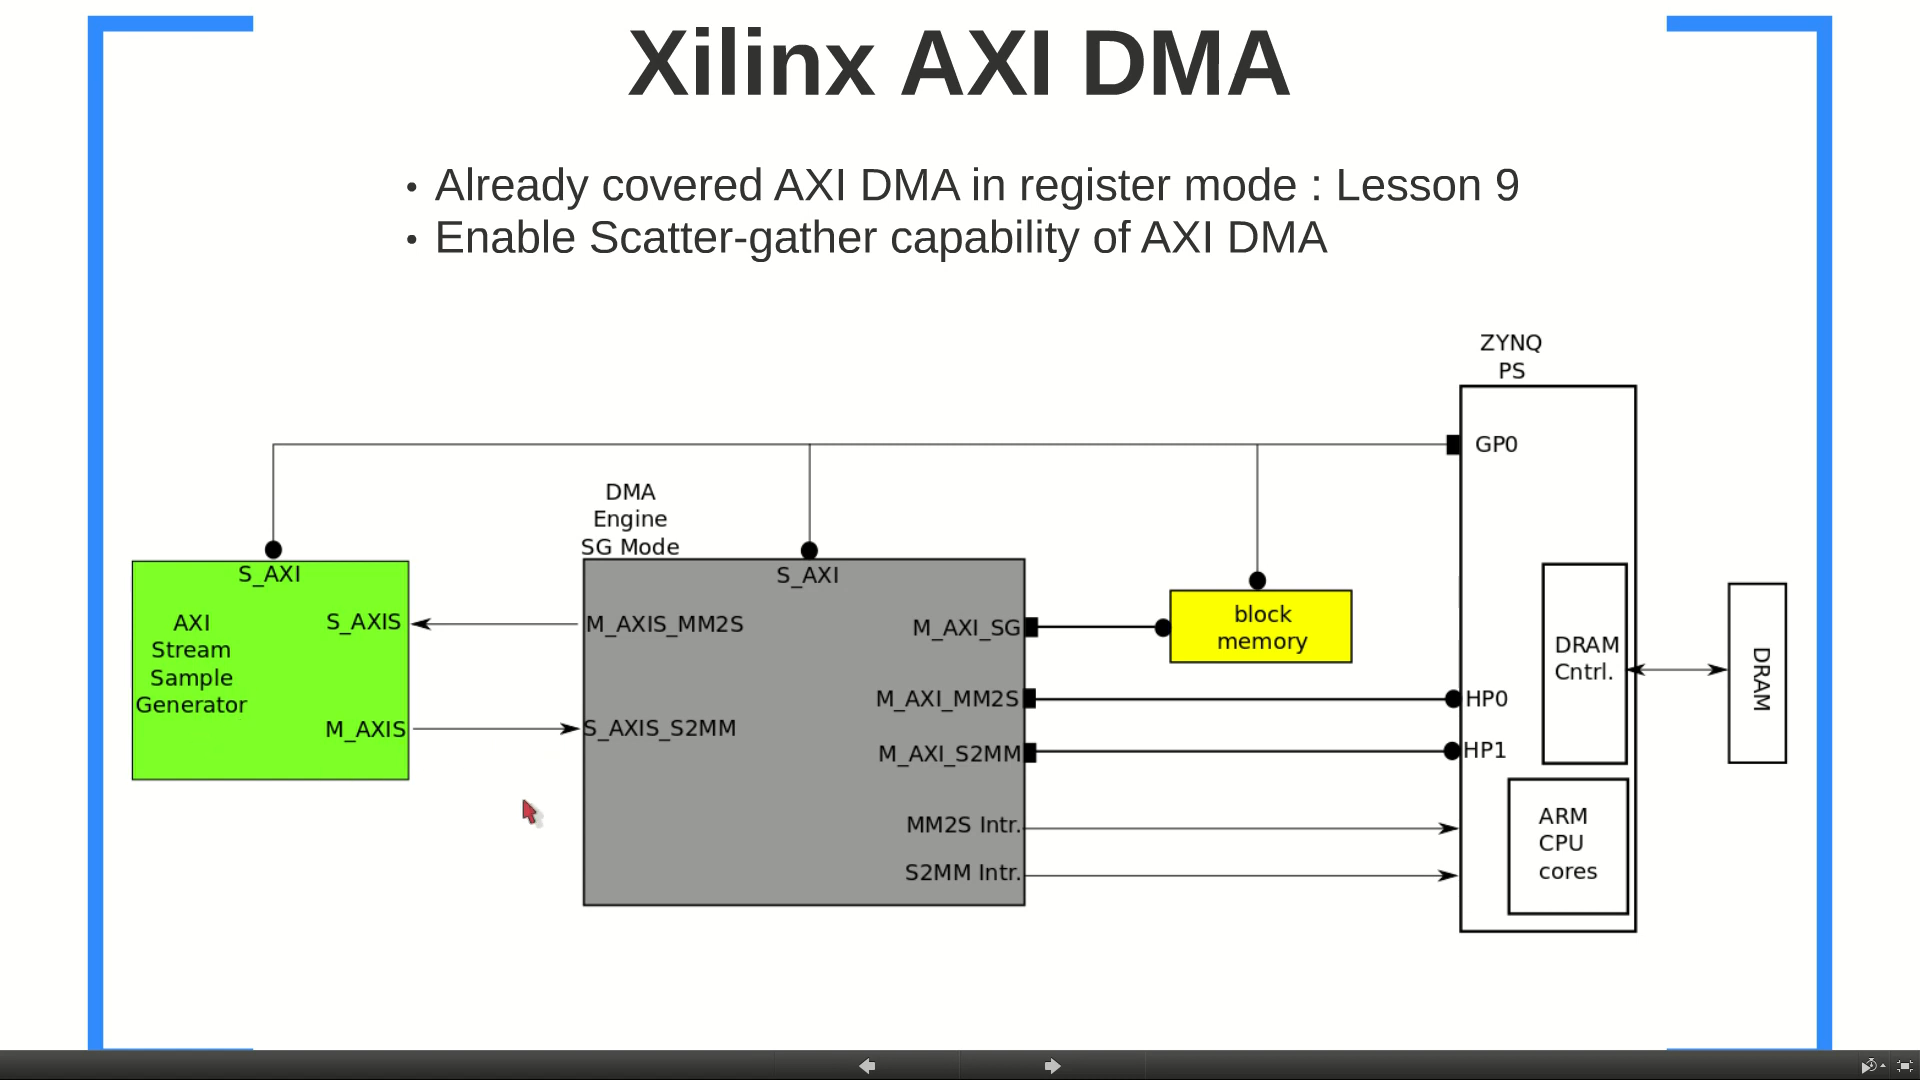 Xilinx AXI DMA
• Already covered AXI DMA in register mode : Lesson 9
• Enable Scatter-gather capability of AXI DMA
ZYNQ
PS
GP0
DMA
Engine
SG Mode
S_AXI
AXI
Stream
Sample
Generator
S_AXIS
M_AXIS
S_AXI
M_AXIS_MM2S
S_AXIS_S2MM
M_AXI_SG
M_AXI_MM2S
M_AXI_S2MM
MM2S Intr.
S2MM Intr.
block
memory
HP0
HP1
DRAM
Cntrl.
ARM
CPU
cores
DRAM